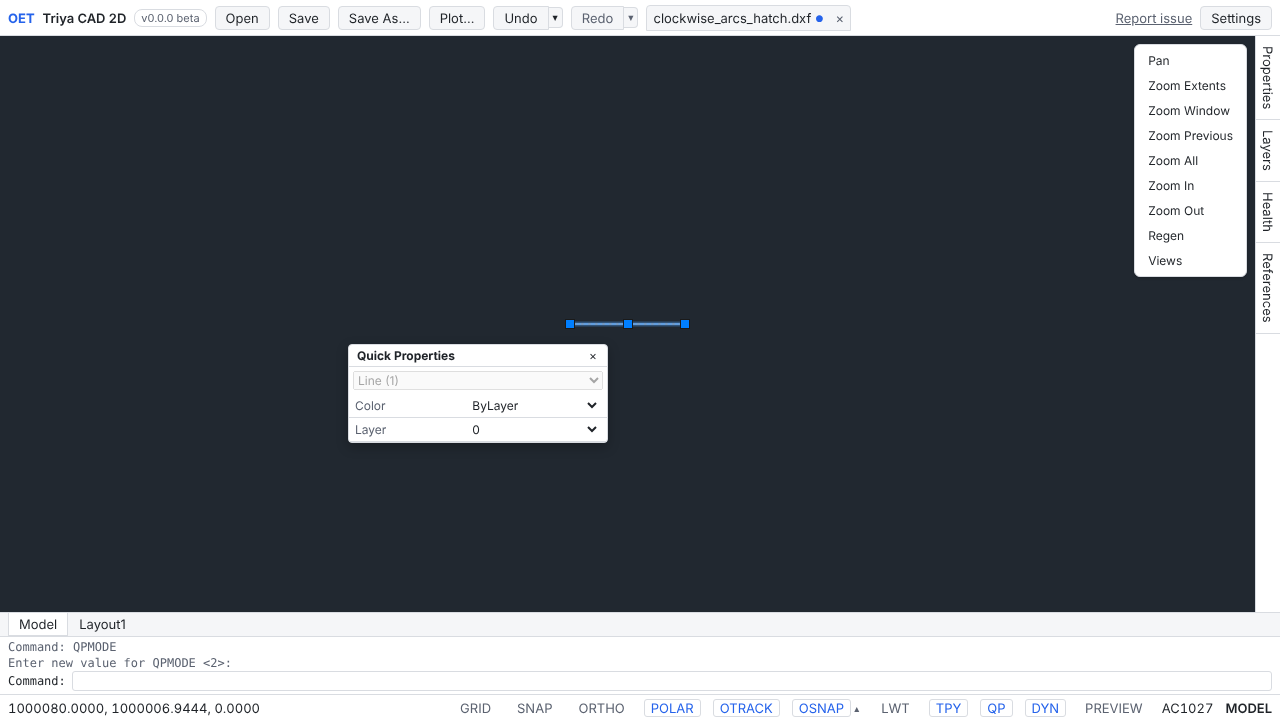 OET Triya CAD 2D v0.0.0 beta Open Save Save As... Plot... Undo ▾ Redo ▾ clockwise_arcs_hatch.dxf ● × Report issue Settings
Pan
Zoom Extents
Zoom Window
Zoom Previous
Zoom All
Zoom In
Zoom Out
Regen
Views
Properties
Layers
Health
References
Quick Properties ×
Line (1)
Color ByLayer
Layer 0
Model Layout1
Command: QPMODE
Enter new value for QPMODE <2>:
Command:
1000080.0000, 1000006.9444, 0.0000 GRID SNAP ORTHO POLAR OTRACK OSNAP ▴ LWT TPY QP DYN PREVIEW AC1027 MODEL